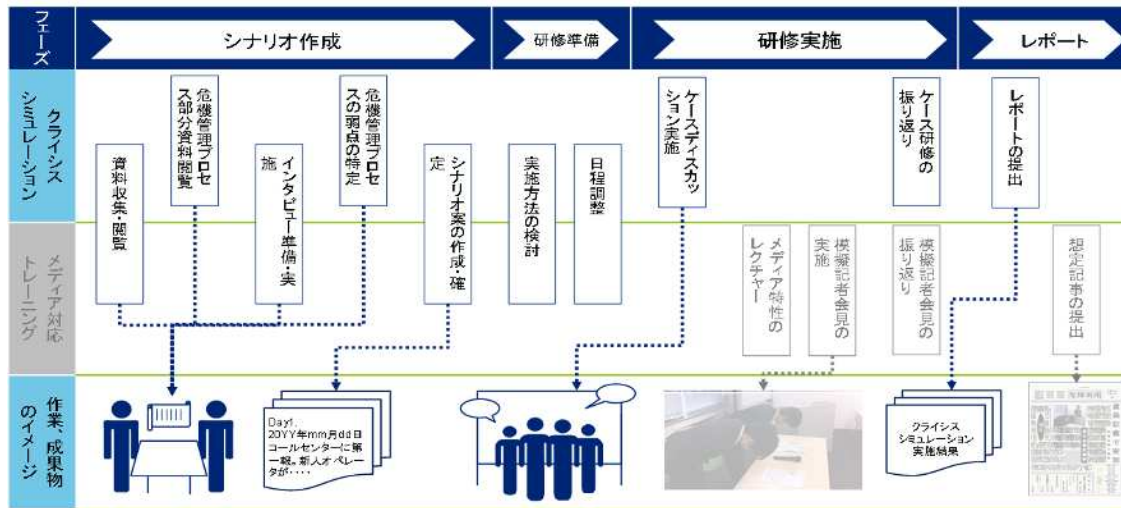 フェーズ
シナリオ作成
研修準備
研修実施
レポート
クライシス
シミュレーション
資料収集・閲覧
危機管理プロセ
ス部分資料閲覧
インタビュー準備・実
施
危機管理プロセ
スの弱点の特定
シナリオ案の作成・確
定
実施方法の検討
日程調整
ケースディスカッ
ション実施
ケース研修の
振り返り
レポートの提出
メディア対応
トレーニング
メディア特性の
レクチャー
模擬記者会見の
実施
模擬記者会見の
振り返り
想定記事の提出
作業、成果物
のイメージ
Day1,
20YY年mm月dd日
コールセンターに第
一報。新人オペレー
タが・・・・
クライシス
シミュレーション
実施結果